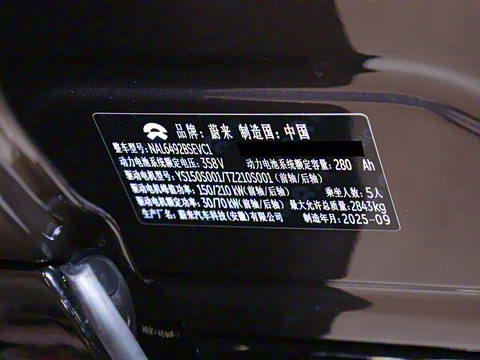 品牌：蔚来 制造国：中国
整车型号：NAL6492BSEVC1
动力电池系统额定电压：358V 动力电池系统额定容量：280 Ah
驱动电机型号：YS150S001/TZ210S001（前轴/后轴）
驱动电机峰值功率：150/210 kW（前轴/后轴） 乘坐人数：5人
驱动电机额定功率：30/70 kW（前轴/后轴） 最大允许总质量：2843kg
生产厂名：蔚来汽车科技（安徽）有限公司 制造年月：2025-09